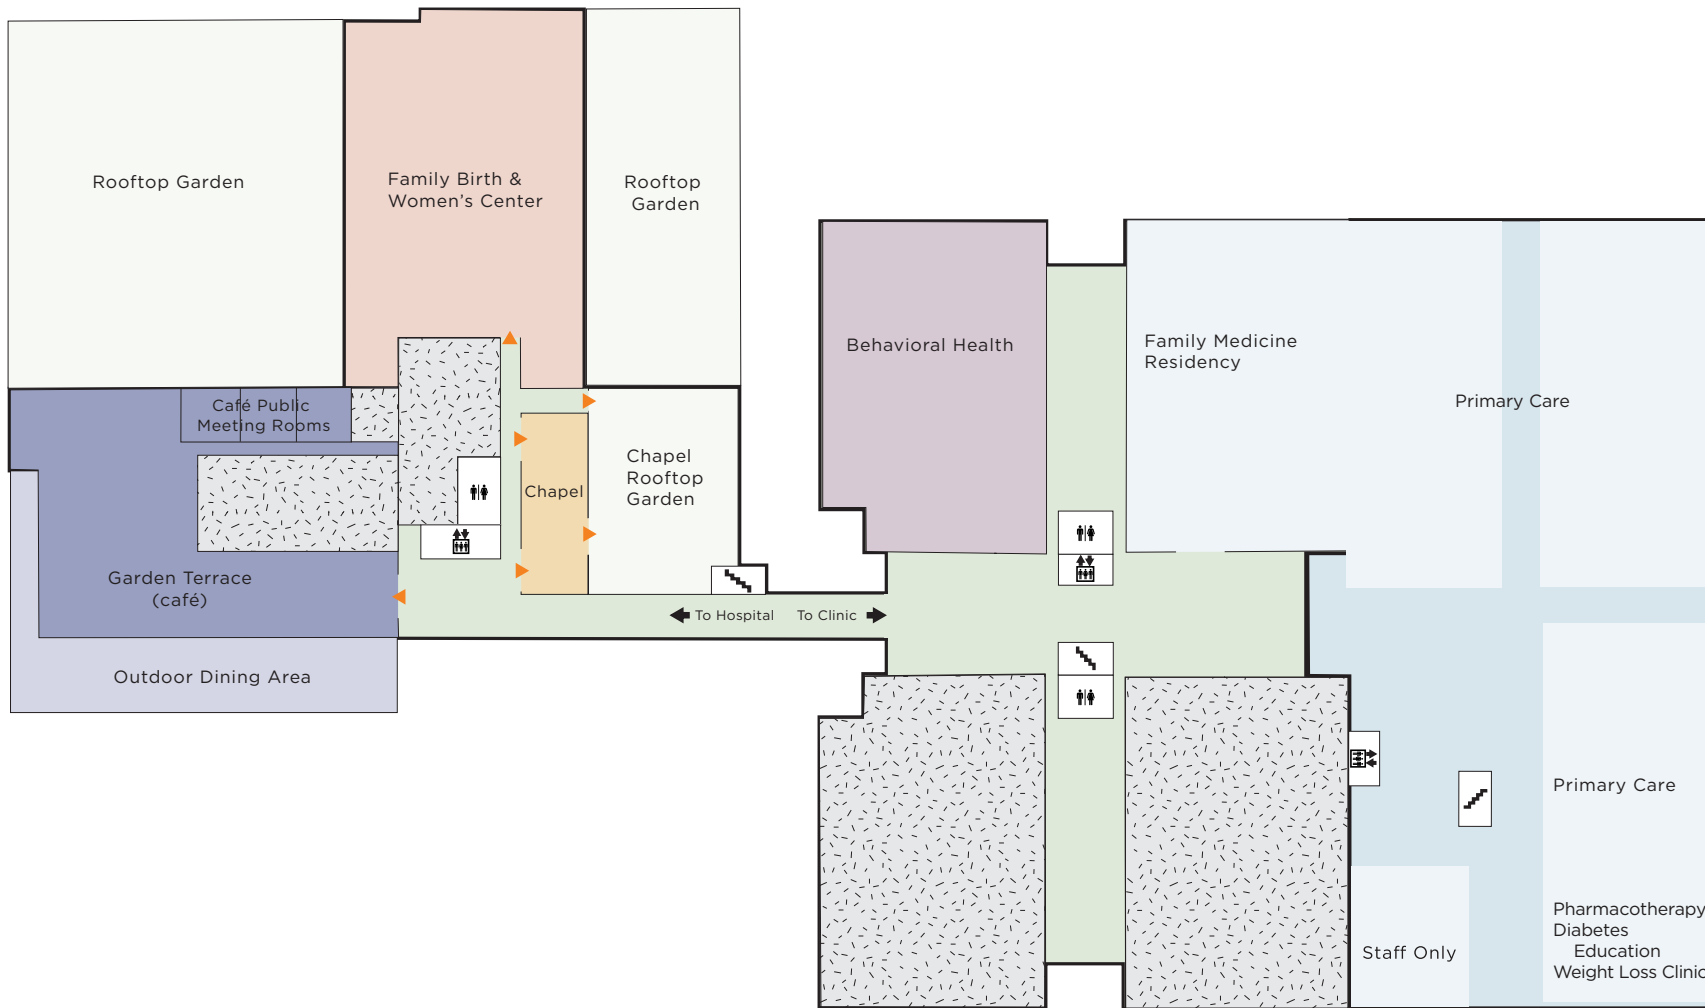 Rooftop Garden
Family Birth &
Women's Center
Rooftop
Garden
Behavioral Health
Family Medicine
Residency
Primary Care
Café Public
Meeting Rooms
Chapel
Rooftop
Garden
Chapel
Garden Terrace
(café)
To Hospital
To Clinic
Outdoor Dining Area
Primary Care
Pharmacotherapy
Diabetes
Education
Weight Loss Clinic
Staff Only